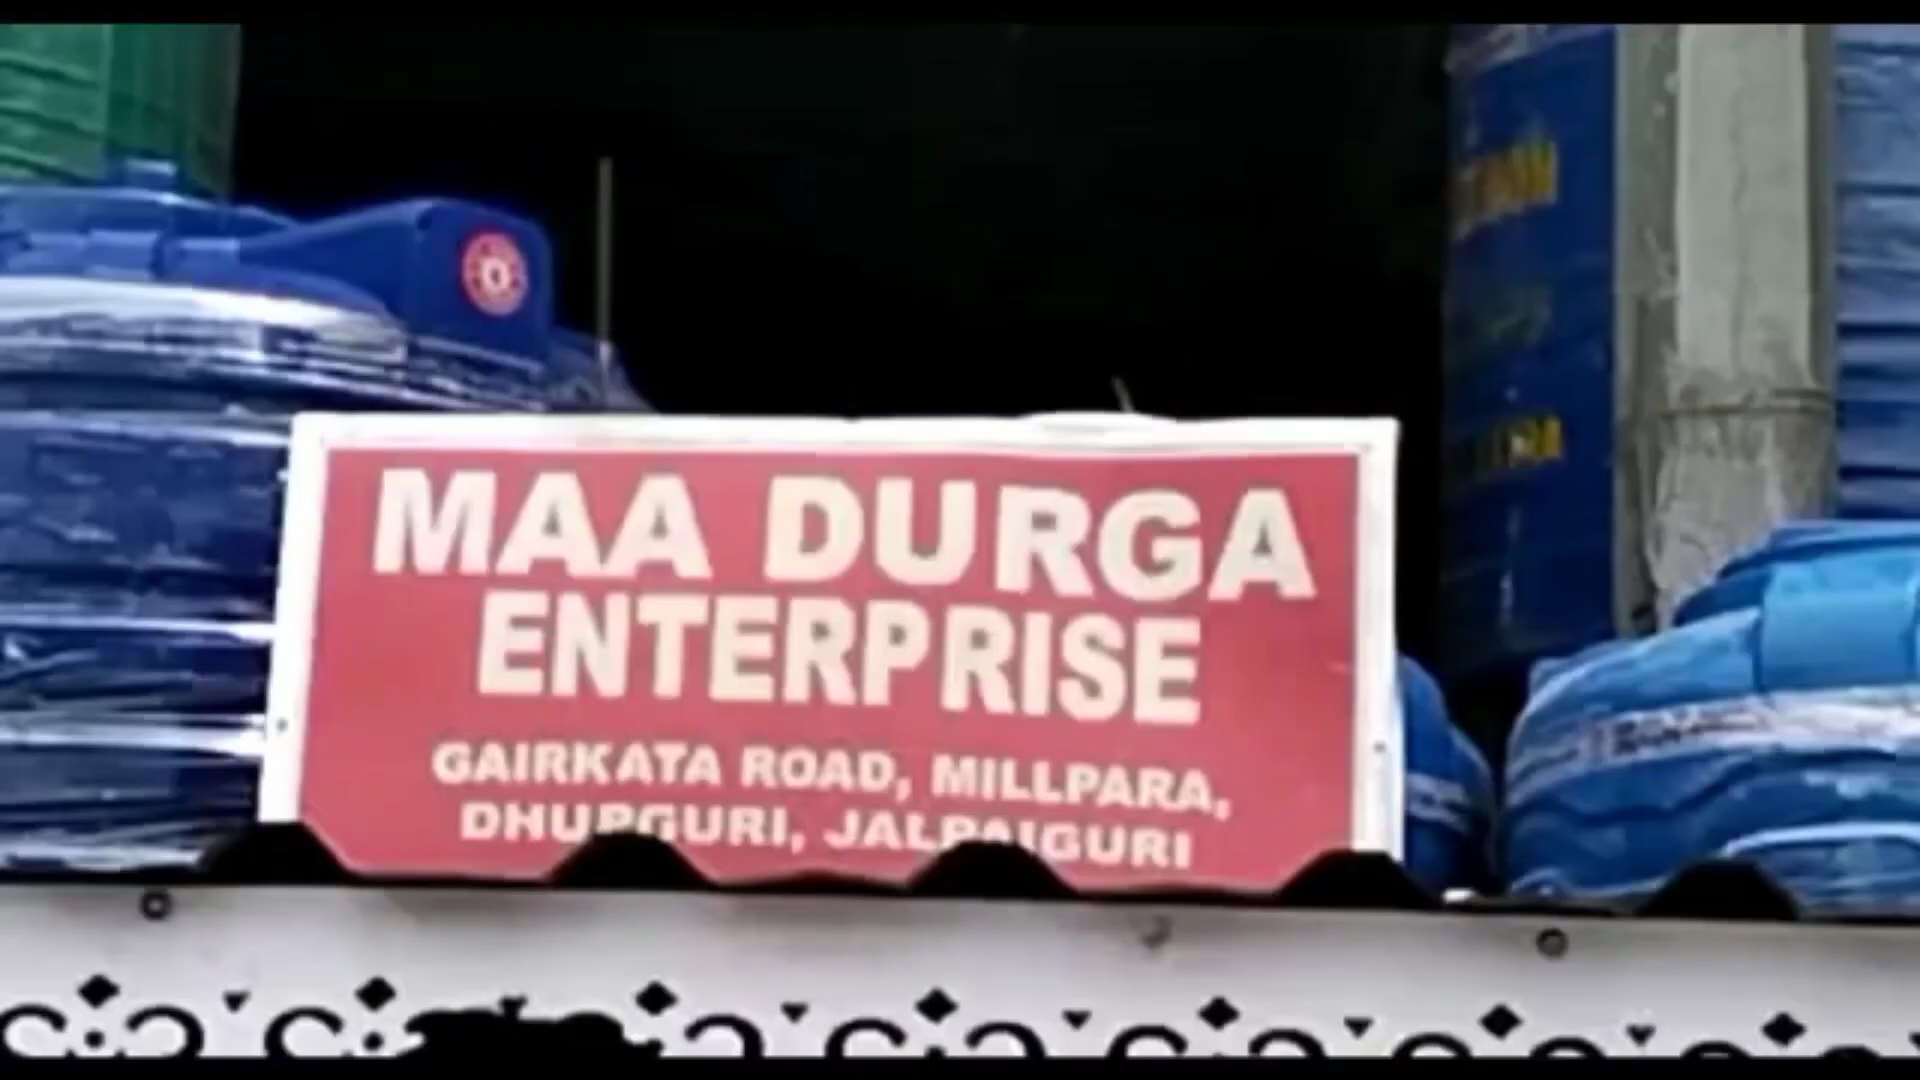 MAA DURGA
ENTERPRISE
GAIRKATA ROAD, MILLPARA,
DHUPGURI, JALPAIGURI